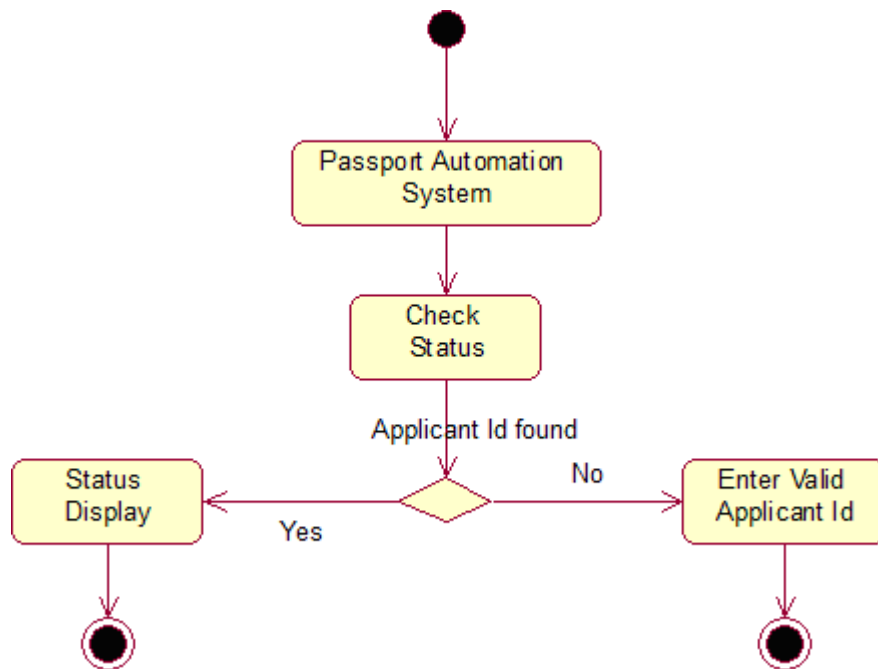 Passport Automation
System
Check
Status
Applicant Id found
Status
Display
Yes
No
Enter Valid
Applicant Id